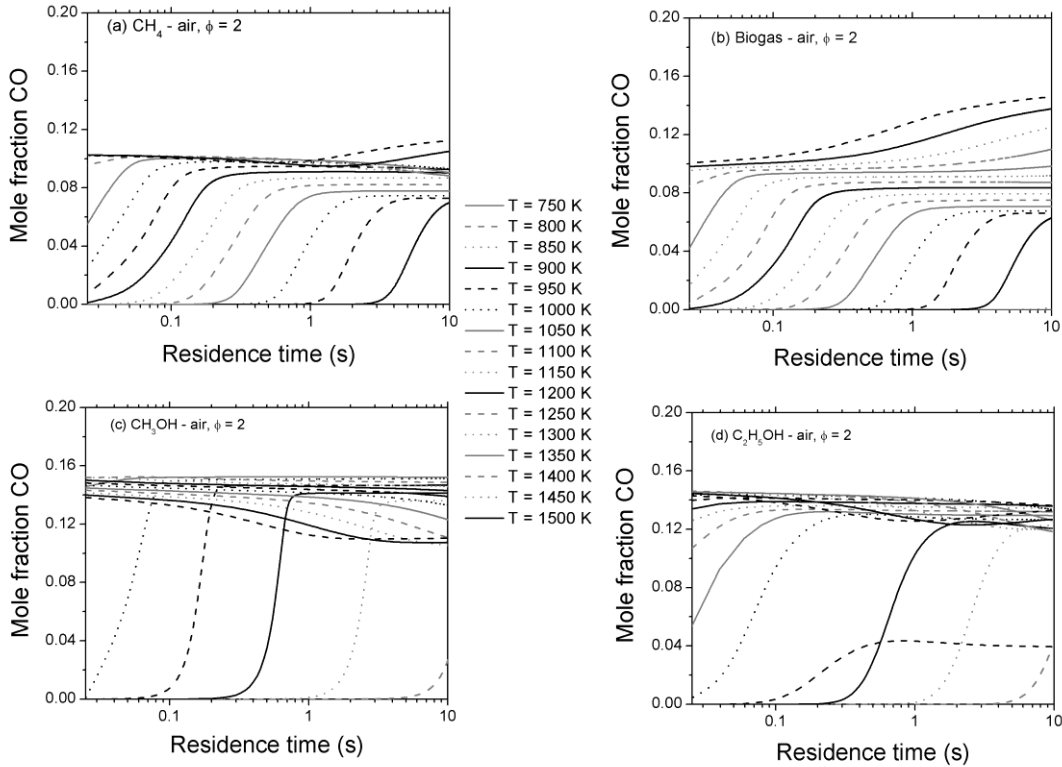 (a) CH4 - air, ϕ = 2
Mole fraction CO
0.20
0.16
0.12
0.08
0.04
0.00
0.1
1
10
Residence time (s)
(b) Biogas - air, ϕ = 2
Mole fraction CO
0.20
0.16
0.12
0.08
0.04
0.00
0.1
1
10
Residence time (s)
T = 750 K
T = 800 K
T = 850 K
T = 900 K
T = 950 K
T = 1000 K
T = 1050 K
T = 1100 K
T = 1150 K
T = 1200 K
T = 1250 K
T = 1300 K
T = 1350 K
T = 1400 K
T = 1450 K
T = 1500 K
(c) CH3OH - air, ϕ = 2
Mole fraction CO
0.20
0.16
0.12
0.08
0.04
0.00
0.1
1
10
Residence time (s)
(d) C2H5OH - air, ϕ = 2
Mole fraction CO
0.20
0.16
0.12
0.08
0.04
0.00
0.1
1
10
Residence time (s)